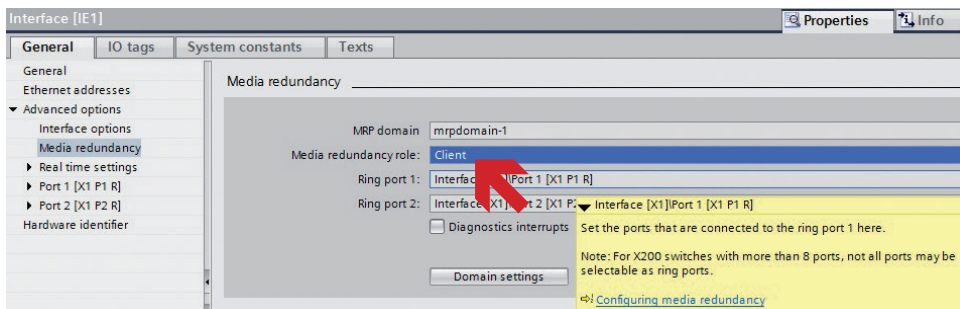 Interface [IE1]
Properties
Info
General
IO tags
System constants
Texts
General
Ethernet addresses
Advanced options
Interface options
Media redundancy
Real time settings
Port 1 [X1 P1 R]
Port 2 [X1 P2 R]
Hardware identifier
Media redundancy
MRP domain mrpdomain-1
Media redundancy role: Client
Ring port 1: \Port 1 [X1 P1 R]
Ring port 2: Interface [X1] 2 [X1
Diagnostics interrupts
Domain settings
Interface [X1]\Port 1 [X1 P1 R]
Set the ports that are connected to the ring port 1 here.
Note: For X200 switches with more than 8 ports, not all ports may be
selectable as ring ports.
Configuring media redundancy